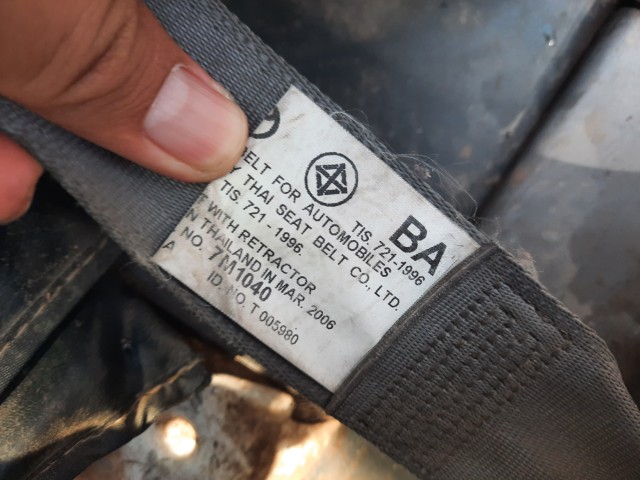 TIS. 721-1996
BA
BELT FOR AUTOMOBILES
Y THAI SEAT BELT CO., LTD.
TIS. 721 - 1996.
WITH RETRACTOR
N THAILAND IN MAR. 2006
A NO. 7M1040
ID. NO. T 005980